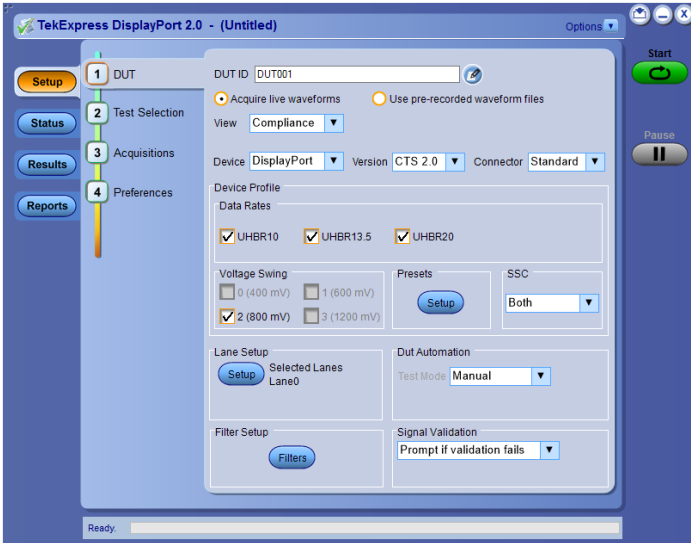 TekExpress DisplayPort 2.0 - (Untitled)
Options
Start
Setup
Status
Results
Reports
Pause
1 DUT
2 Test Selection
3 Acquisitions
4 Preferences
DUT ID DUT001
Acquire live waveforms Use pre-recorded waveform files
View Compliance
Device DisplayPort Version CTS 2.0 Connector Standard
Device Profile
Data Rates
UHBR10 UHBR13.5 UHBR20
Voltage Swing
0 (400 mV) 1 (600 mV)
2 (800 mV) 3 (1200 mV)
Presets
Setup
SSC
Both
Lane Setup
Setup Selected Lanes
Lane0
Dut Automation
Test Mode Manual
Filter Setup
Filters
Signal Validation
Prompt if validation fails
Ready.